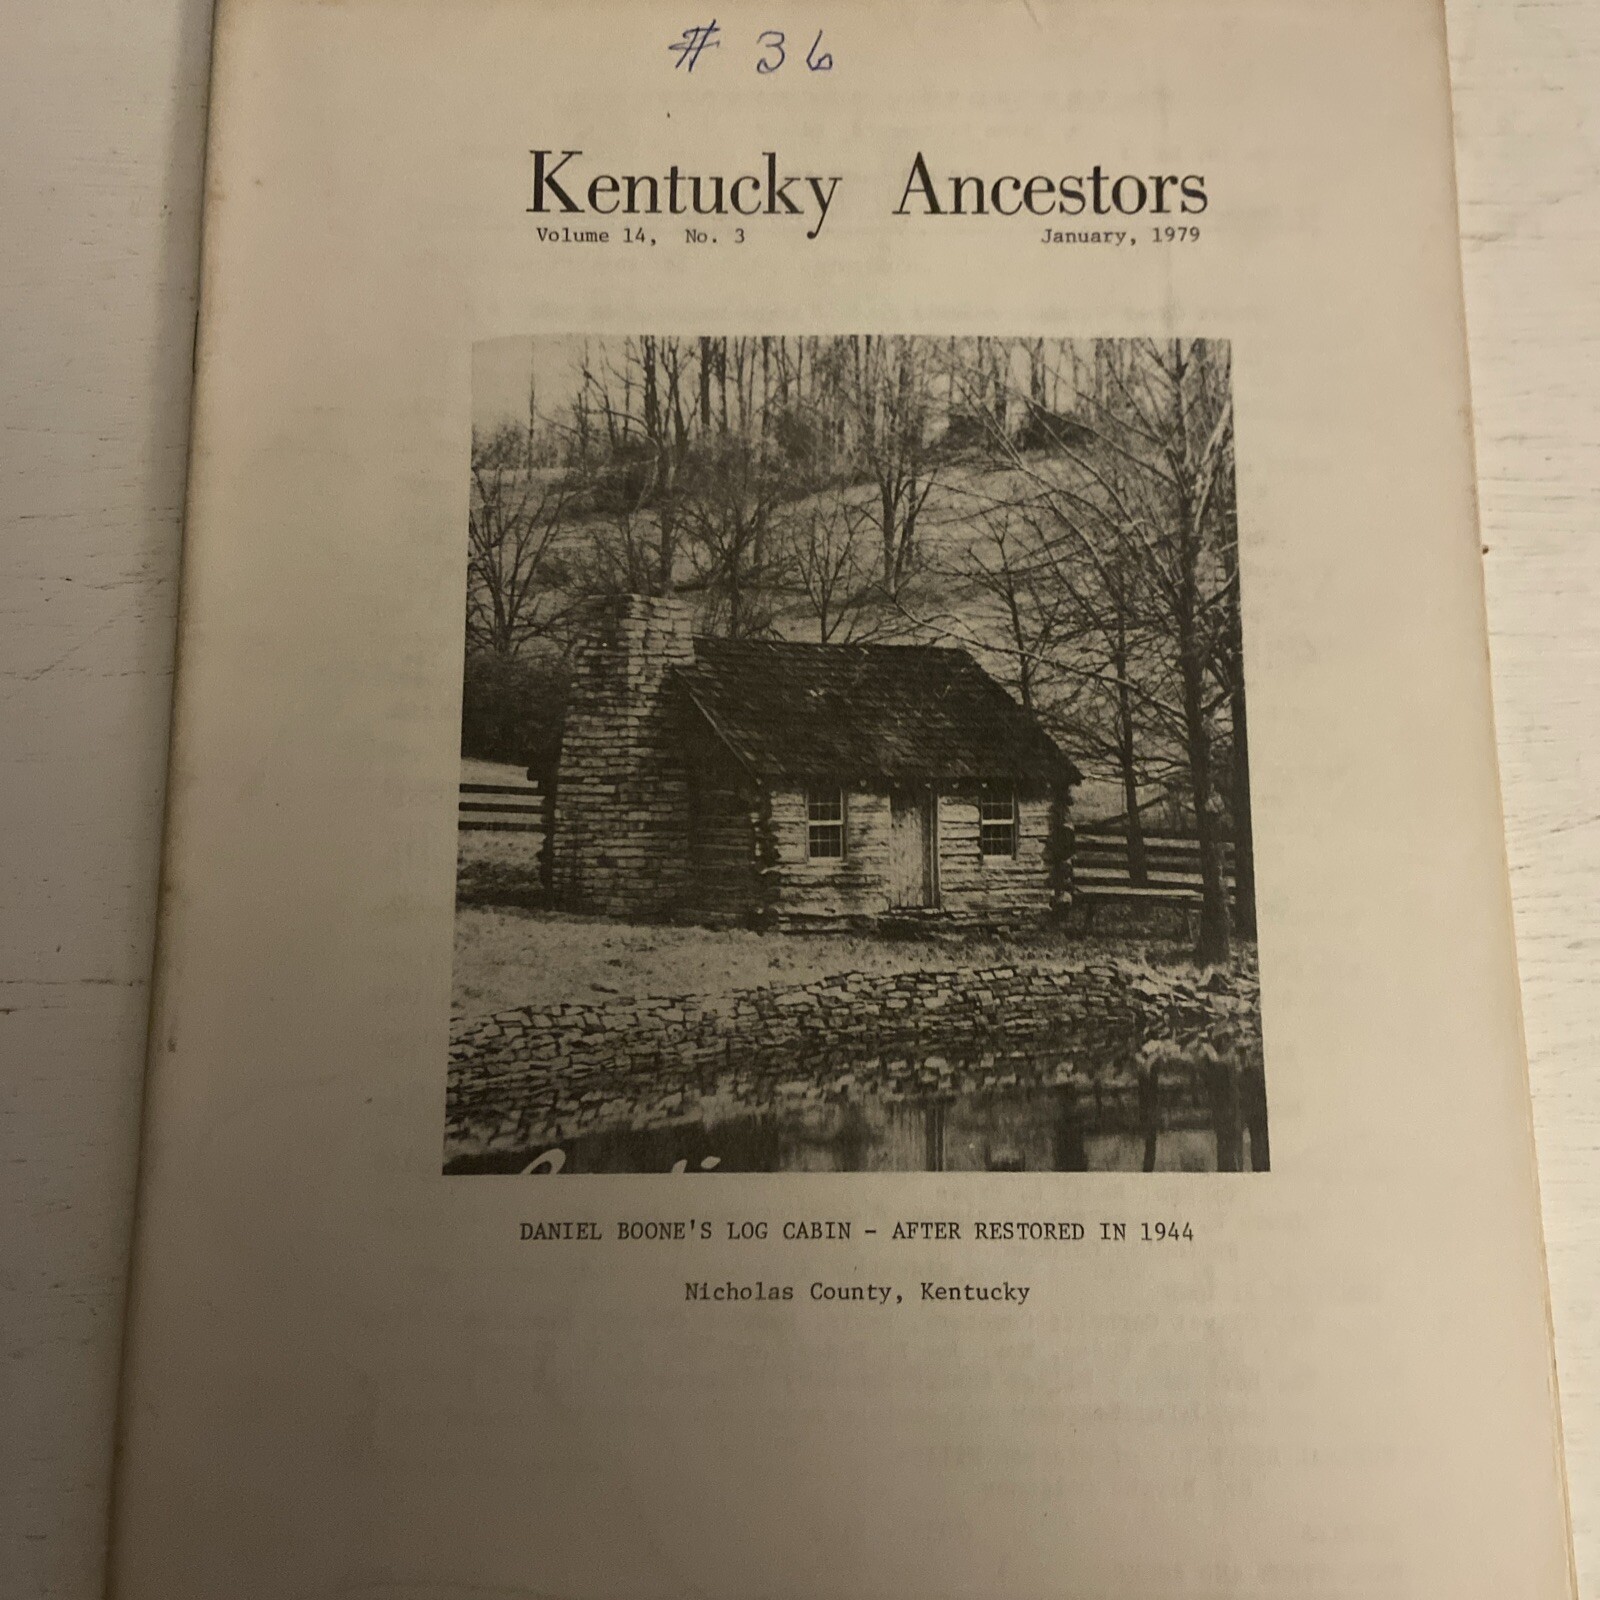 # 36
Kentucky Ancestors
Volume 14, No. 3 January, 1979
DANIEL BOONE'S LOG CABIN - AFTER RESTORED IN 1944
Nicholas County, Kentucky